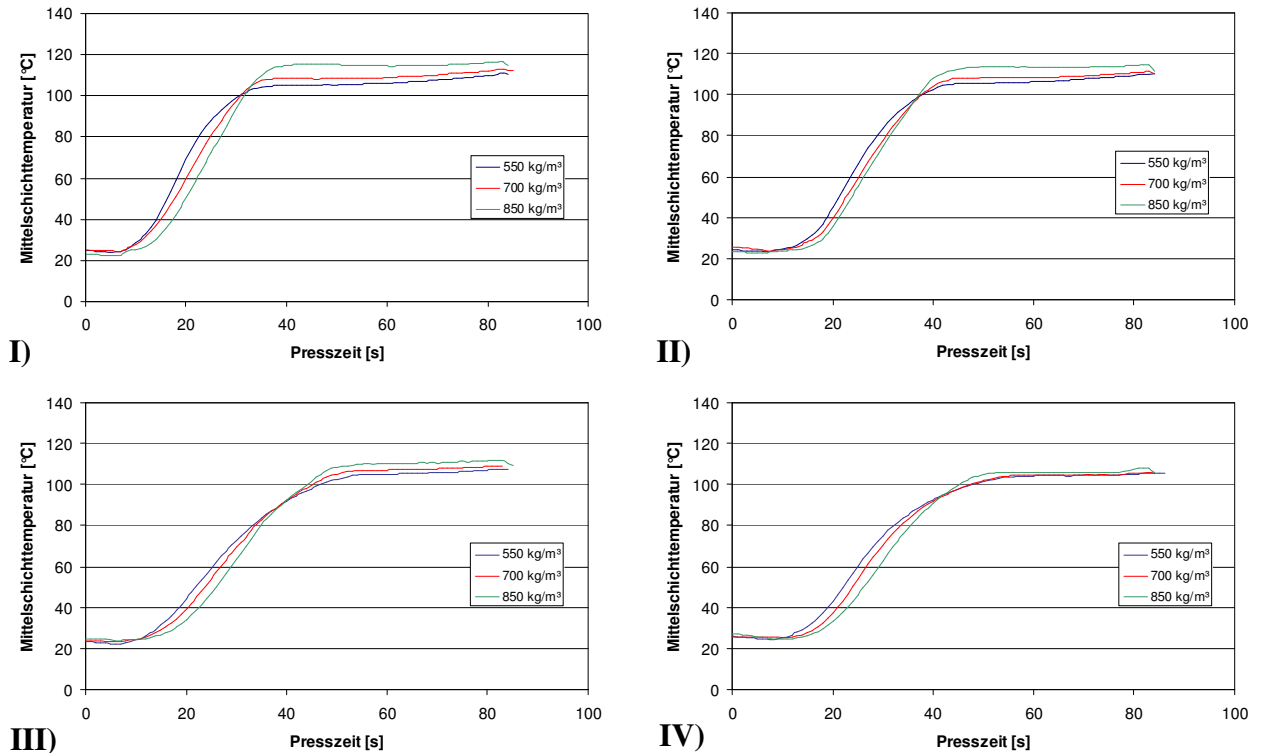 140
120
100
80
60
40
20
0
Mittelschichttemperatur [°C]
550 kg/m³
700 kg/m³
850 kg/m³
0 20 40 60 80 100
Presszeit [s]
I)
140
120
100
80
60
40
20
0
Mittelschichttemperatur [°C]
550 kg/m³
700 kg/m³
850 kg/m³
0 20 40 60 80 100
Presszeit [s]
II)
140
120
100
80
60
40
20
0
Mittelschichttemperatur [°C]
550 kg/m³
700 kg/m³
850 kg/m³
0 20 40 60 80 100
Presszeit [s]
III)
140
120
100
80
60
40
20
0
Mittelschichttemperatur [°C]
550 kg/m³
700 kg/m³
850 kg/m³
0 20 40 60 80 100
Presszeit [s]
IV)